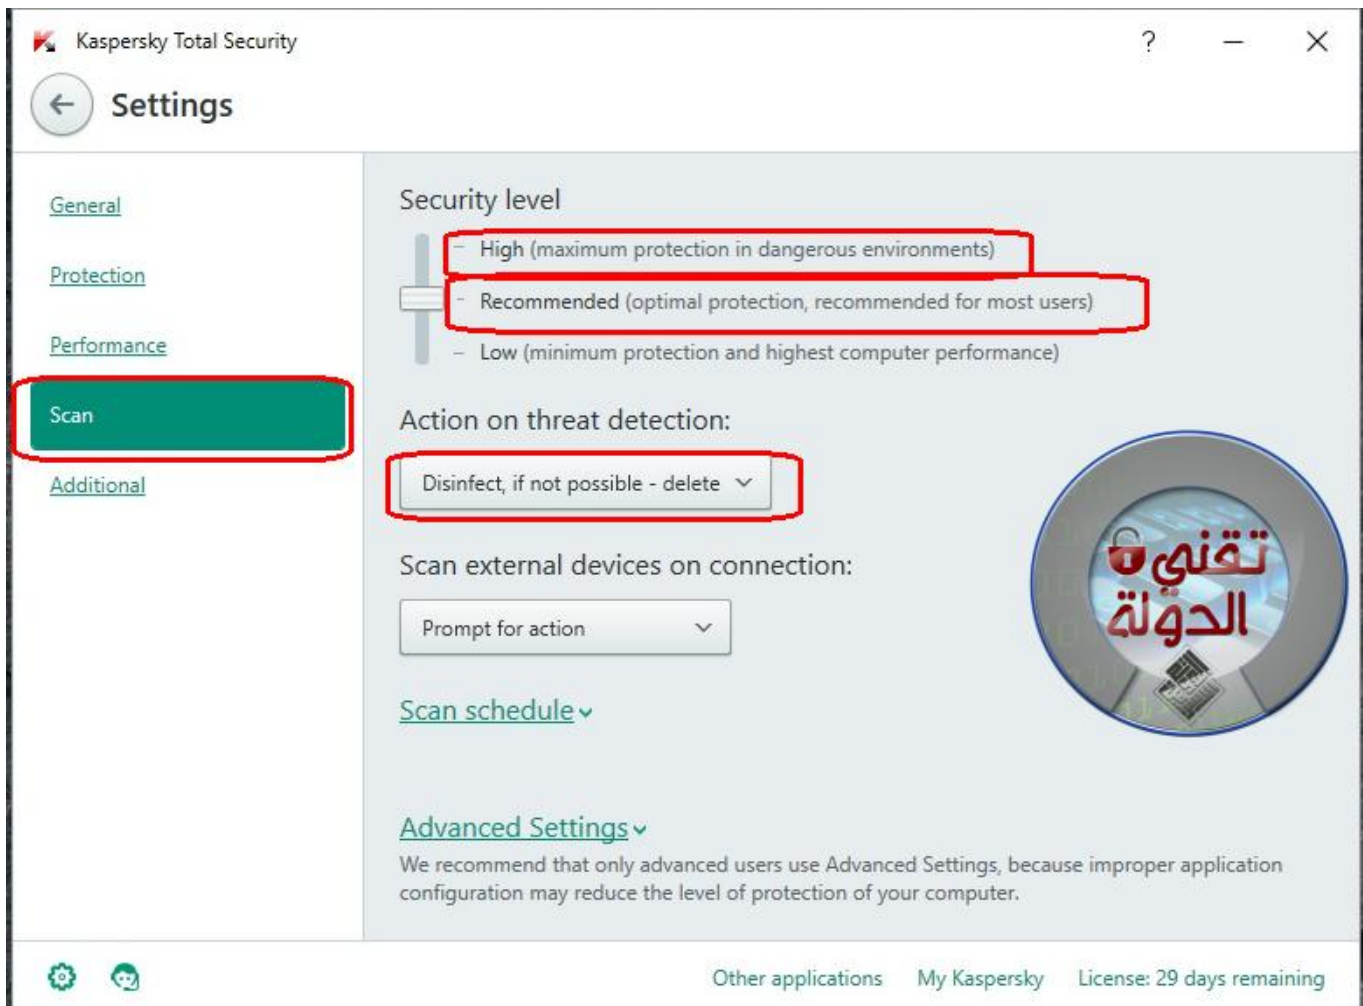 Kaspersky Total Security
Settings
General
Protection
Performance
Scan
Additional
Security level
High (maximum protection in dangerous environments)
Recommended (optimal protection, recommended for most users)
Low (minimum protection and highest computer performance)
Action on threat detection:
Disinfect, if not possible - delete
Scan external devices on connection:
Prompt for action
Scan schedule
Advanced Settings
We recommend that only advanced users use Advanced Settings, because improper application
configuration may reduce the level of protection of your computer.
تقني
الدولة
Other applications My Kaspersky License: 29 days remaining